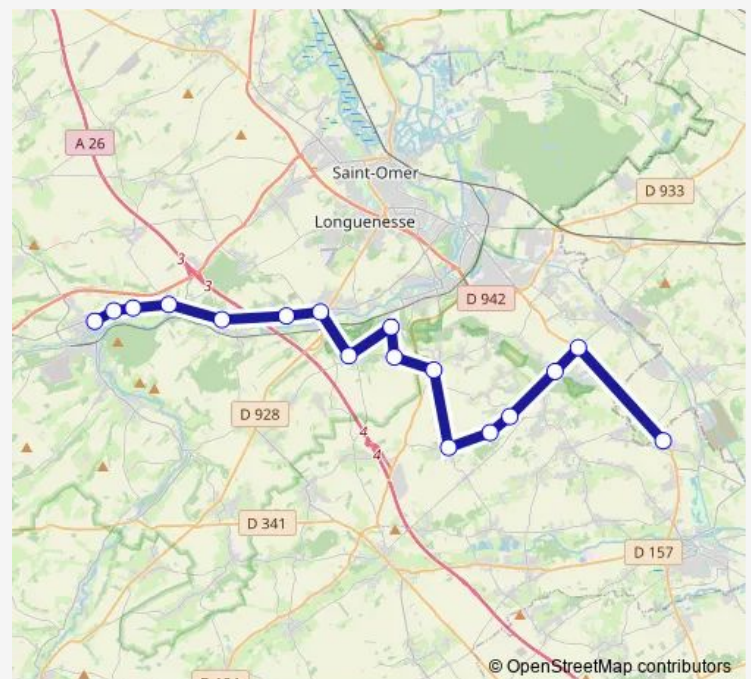 A 26
Saint-Omer
D 933
Longuenesse
3
3
D 942
D 928
4
4
D 341
D 157
© OpenStreetMap contributors